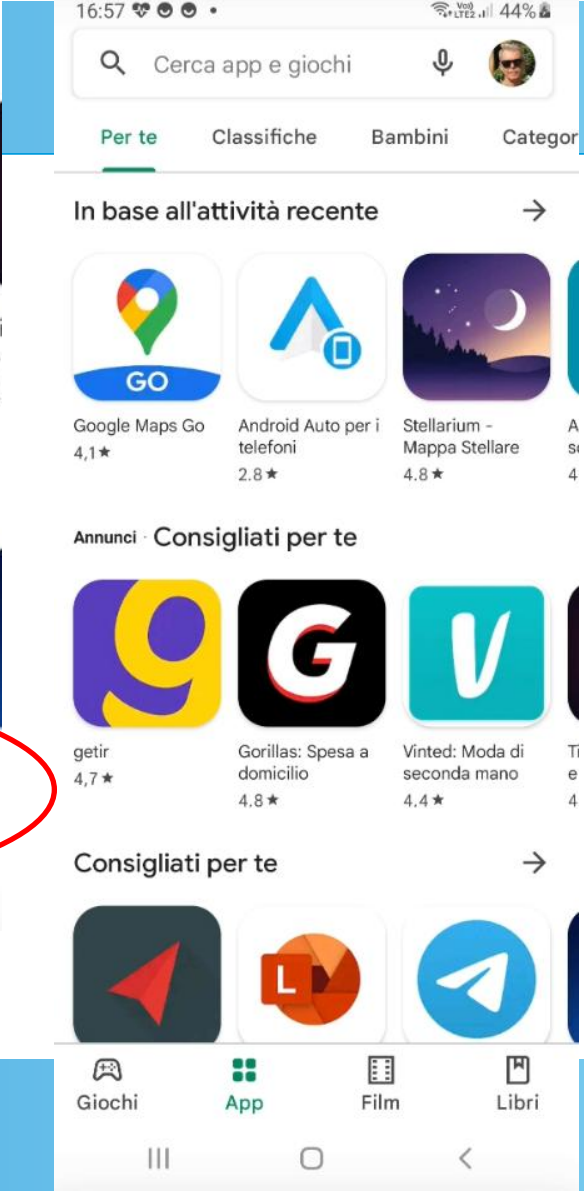 16:57 44%
Vo)) LTE2
Cerca app e giochi
Per te Classifiche Bambini Categor
In base all'attività recente
GO
Google Maps Go
4,1★
Android Auto per i
telefoni
2.8★
Stellarium -
Mappa Stellare
4.8★
Annunci · Consigliati per te
g
G
V
getir
4,7★
Gorillas: Spesa a
domicilio
4.8★
Vinted: Moda di
seconda mano
4.4★
Consigliati per te
L
Giochi App Film Libri